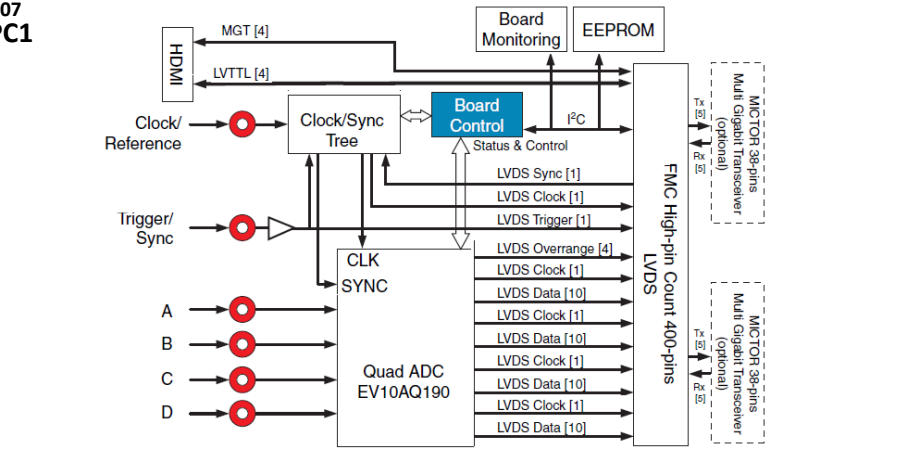 07
PC1
MGT [4]
HDMI
LVTTL [4]
Board
Monitoring
EEPROM
Clock/
Reference
Clock/Sync
Tree
Board
Control
I²C
Status & Control
LVDS Sync [1]
LVDS Clock [1]
Trigger/
Sync
LVDS Trigger [1]
CLK
SYNC
LVDS Overrange [4]
LVDS Clock [1]
LVDS Data [10]
LVDS Clock [1]
LVDS Data [10]
LVDS Clock [1]
LVDS Data [10]
LVDS Clock [1]
LVDS Data [10]
A
B
C
D
Quad ADC
EV10AQ190
FMC High-pin Count 400-pins
LVDS
Tx
[5]
Rx
[5]
MICTOR 38-pins
Multi Gigabit Transceiver
(optional)
Tx
[5]
Rx
[5]
MICTOR 38-pins
Multi Gigabit Transceiver
(optional)